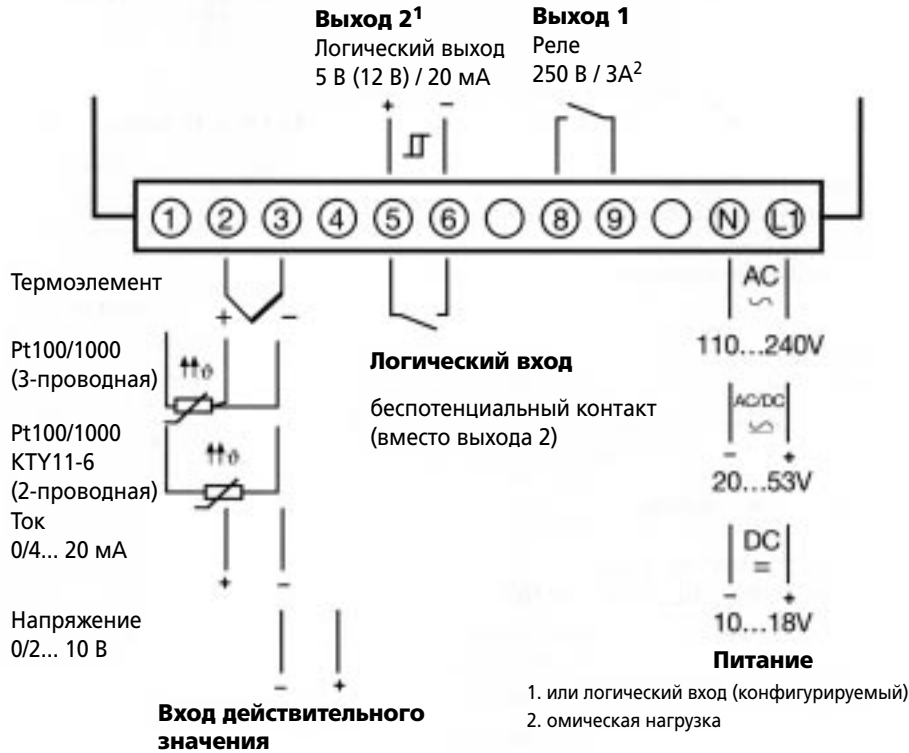 Выход 2¹
Логический выход
5 В (12 В) / 20 мА
Выход 1
Реле
250 В / 3А²
+ −
1 2 3 4 5 6 8 9 N L1
Термоэлемент
+ −
Pt100/1000
(3-проводная)
ϑ
Pt100/1000
KTY11-6
(2-проводная)
ϑ
Ток
0/4... 20 мА
+ −
Напряжение
0/2... 10 В
− +
Вход действительного
значения
Логический вход
беспотенциальный контакт
(вместо выхода 2)
AC
110...240V
AC/DC
− +
20...53V
DC
=
− +
10...18V
Питание
1. или логический вход (конфигурируемый)
2. омическая нагрузка